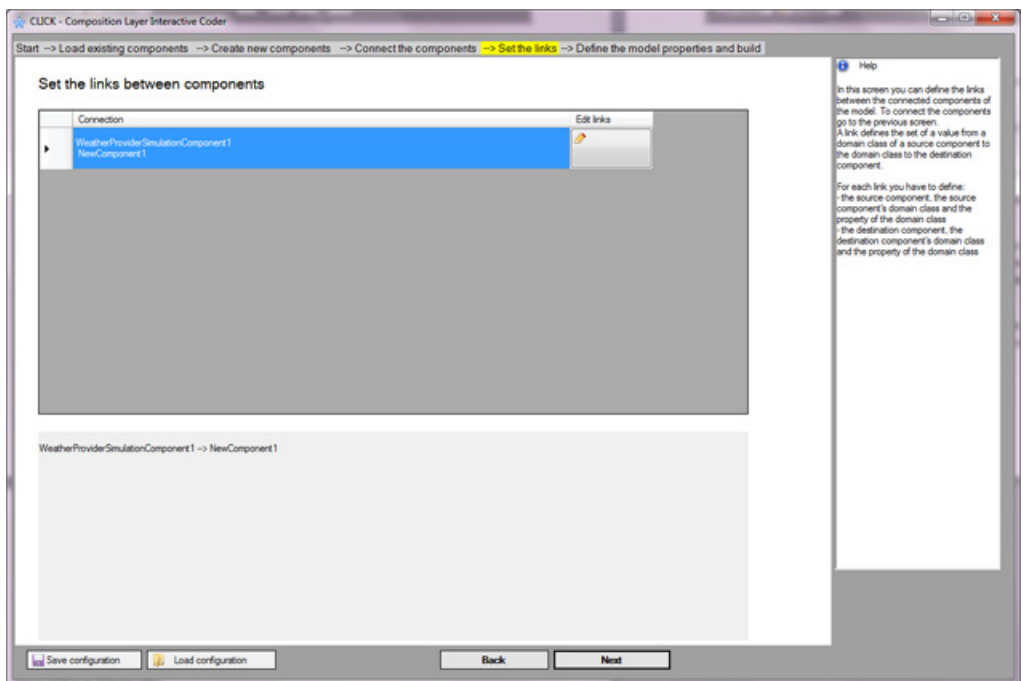 CLICK - Composition Layer Interactive Coder
Start --> Load existing components --> Create new components --> Connect the components --> Set the links --> Define the model properties and build
Set the links between components
Connection Edit links
WeatherProviderSimulationComponent1
NewComponent1
WeatherProviderSimulationComponent1 --> NewComponent1
Help
In this screen you can define the links
between the connected components of
the model. To connect the components
go to the previous screen.
A link defines the set of a value from a
domain class of a source component to
the domain class to the destination
component.
For each link you have to define:
-the source component, the source
component's domain class and the
property of the domain class
-the destination component, the
destination component's domain class
and the property of the domain class
Save configuration Load configuration Back Next